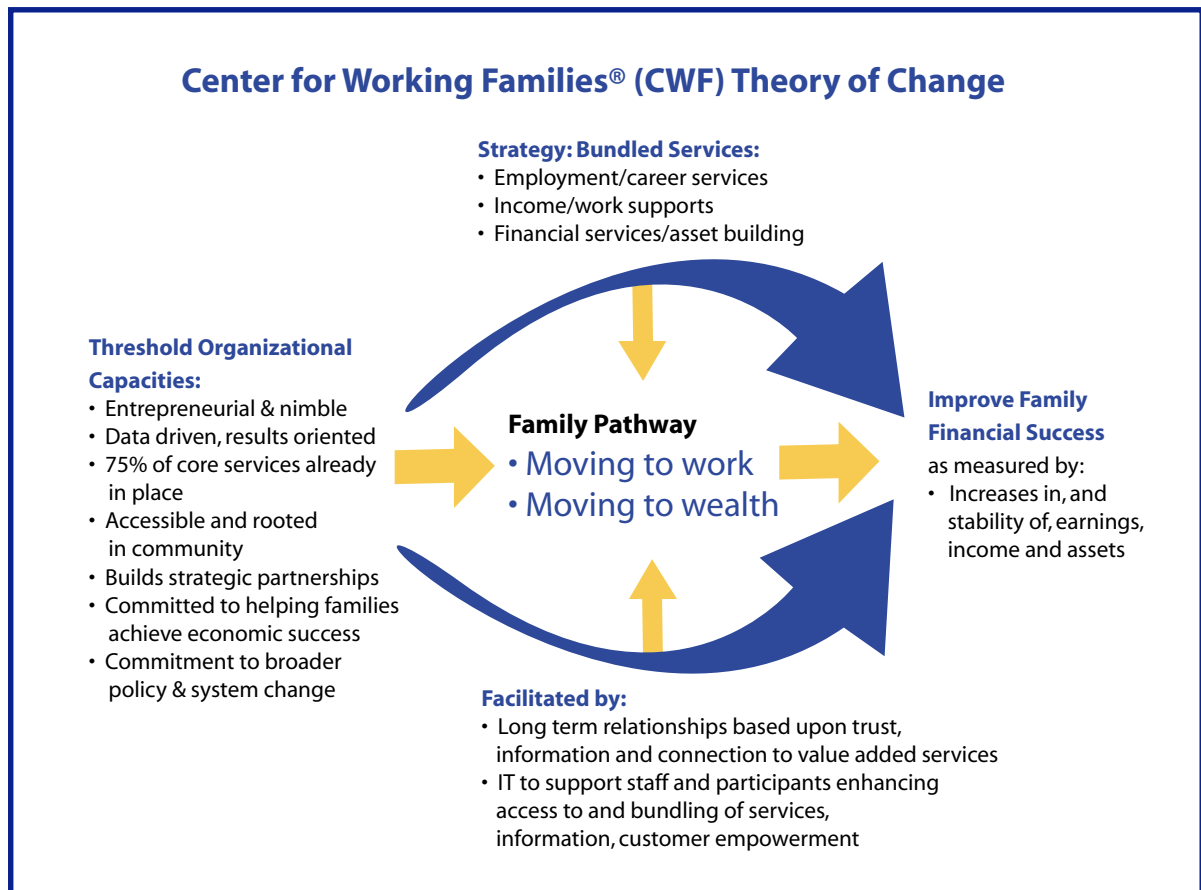 Center for Working Families® (CWF) Theory of Change
Strategy: Bundled Services:
• Employment/career services
• Income/work supports
• Financial services/asset building
Threshold Organizational
Capacities:
• Entrepreneurial & nimble
• Data driven, results oriented
• 75% of core services already
in place
• Accessible and rooted
in community
• Builds strategic partnerships
• Committed to helping families
achieve economic success
• Commitment to broader
policy & system change
Family Pathway
• Moving to work
• Moving to wealth
Improve Family
Financial Success
as measured by:
• Increases in, and
stability of, earnings,
income and assets
Facilitated by:
• Long term relationships based upon trust,
information and connection to value added services
• IT to support staff and participants enhancing
access to and bundling of services,
information, customer empowerment